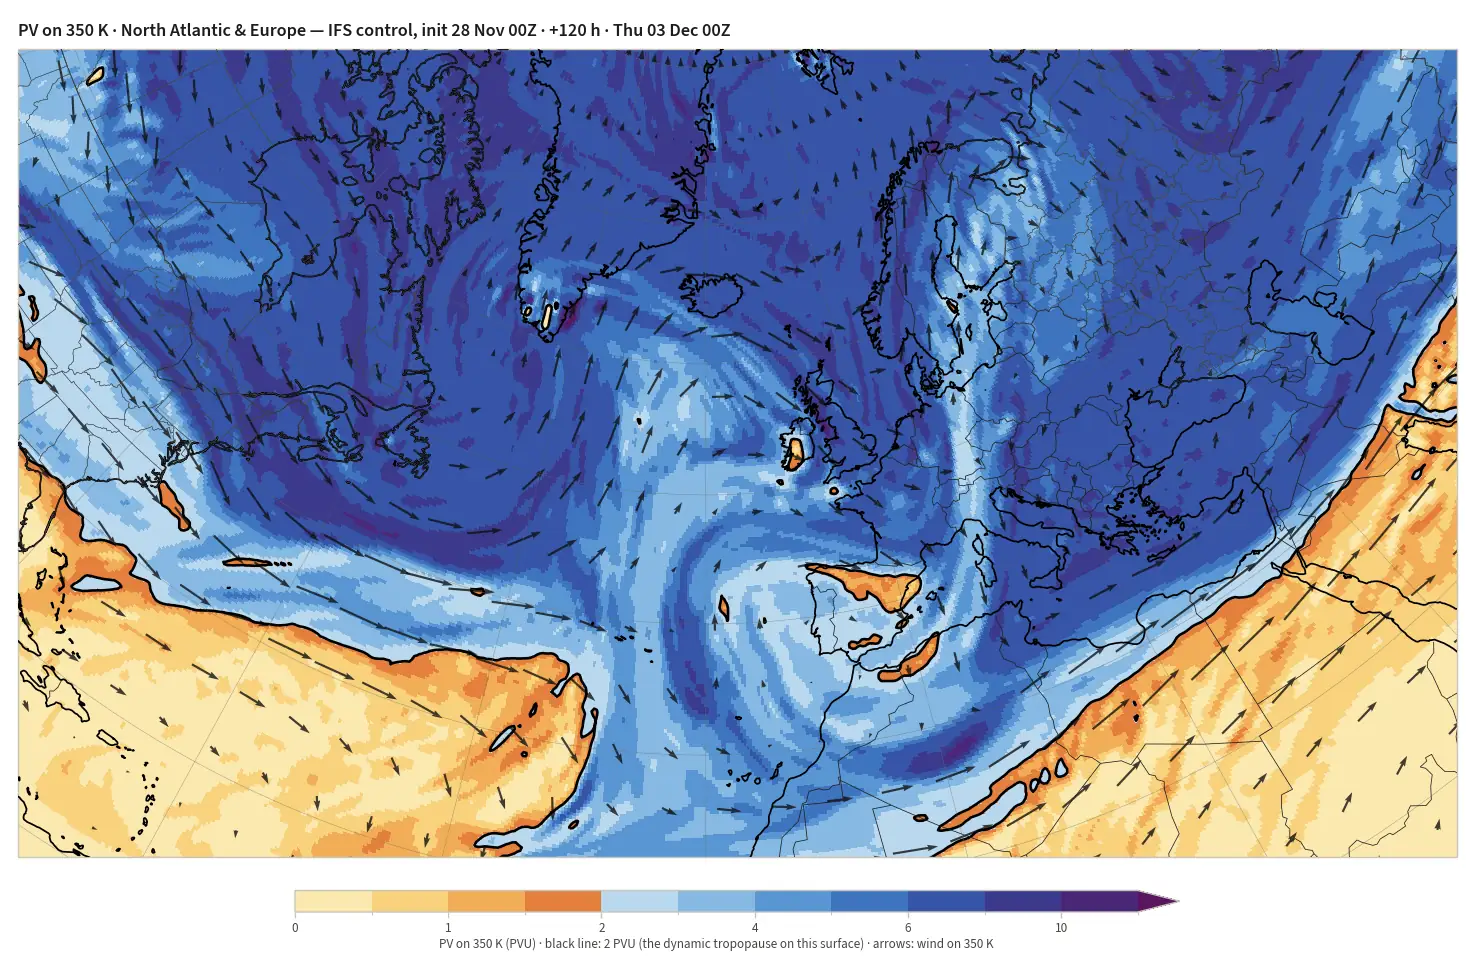 PV on 350 K · North Atlantic & Europe — IFS control, init 28 Nov 00Z · +120 h · Thu 03 Dec 00Z
0 1 2 4 6 10
PV on 350 K (PVU) · black line: 2 PVU (the dynamic tropopause on this surface) · arrows: wind on 350 K